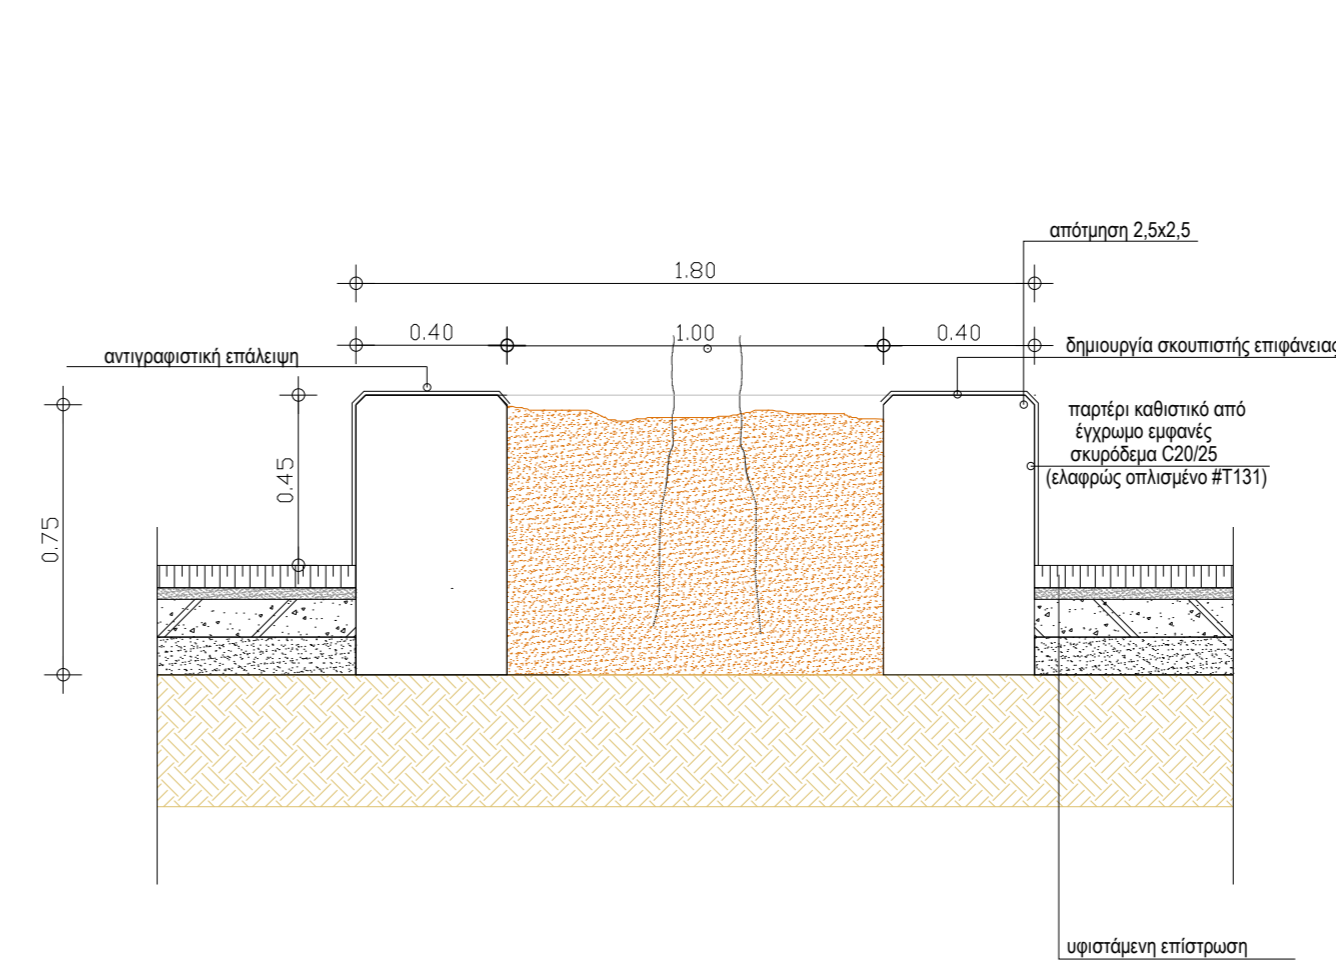 απότμηση 2,5x2,5
1.80
0.40
1.00
0.40
δημιουργία σκουπιστής επιφάνειας
αντιγραφιστική επάλειψη
παρτέρι καθιστικό από
έγχρωμο εμφανές
σκυρόδεμα C20/25
(ελαφρώς οπλισμένο #T131)
0.45
0.75
υφιστάμενη επίστρωση